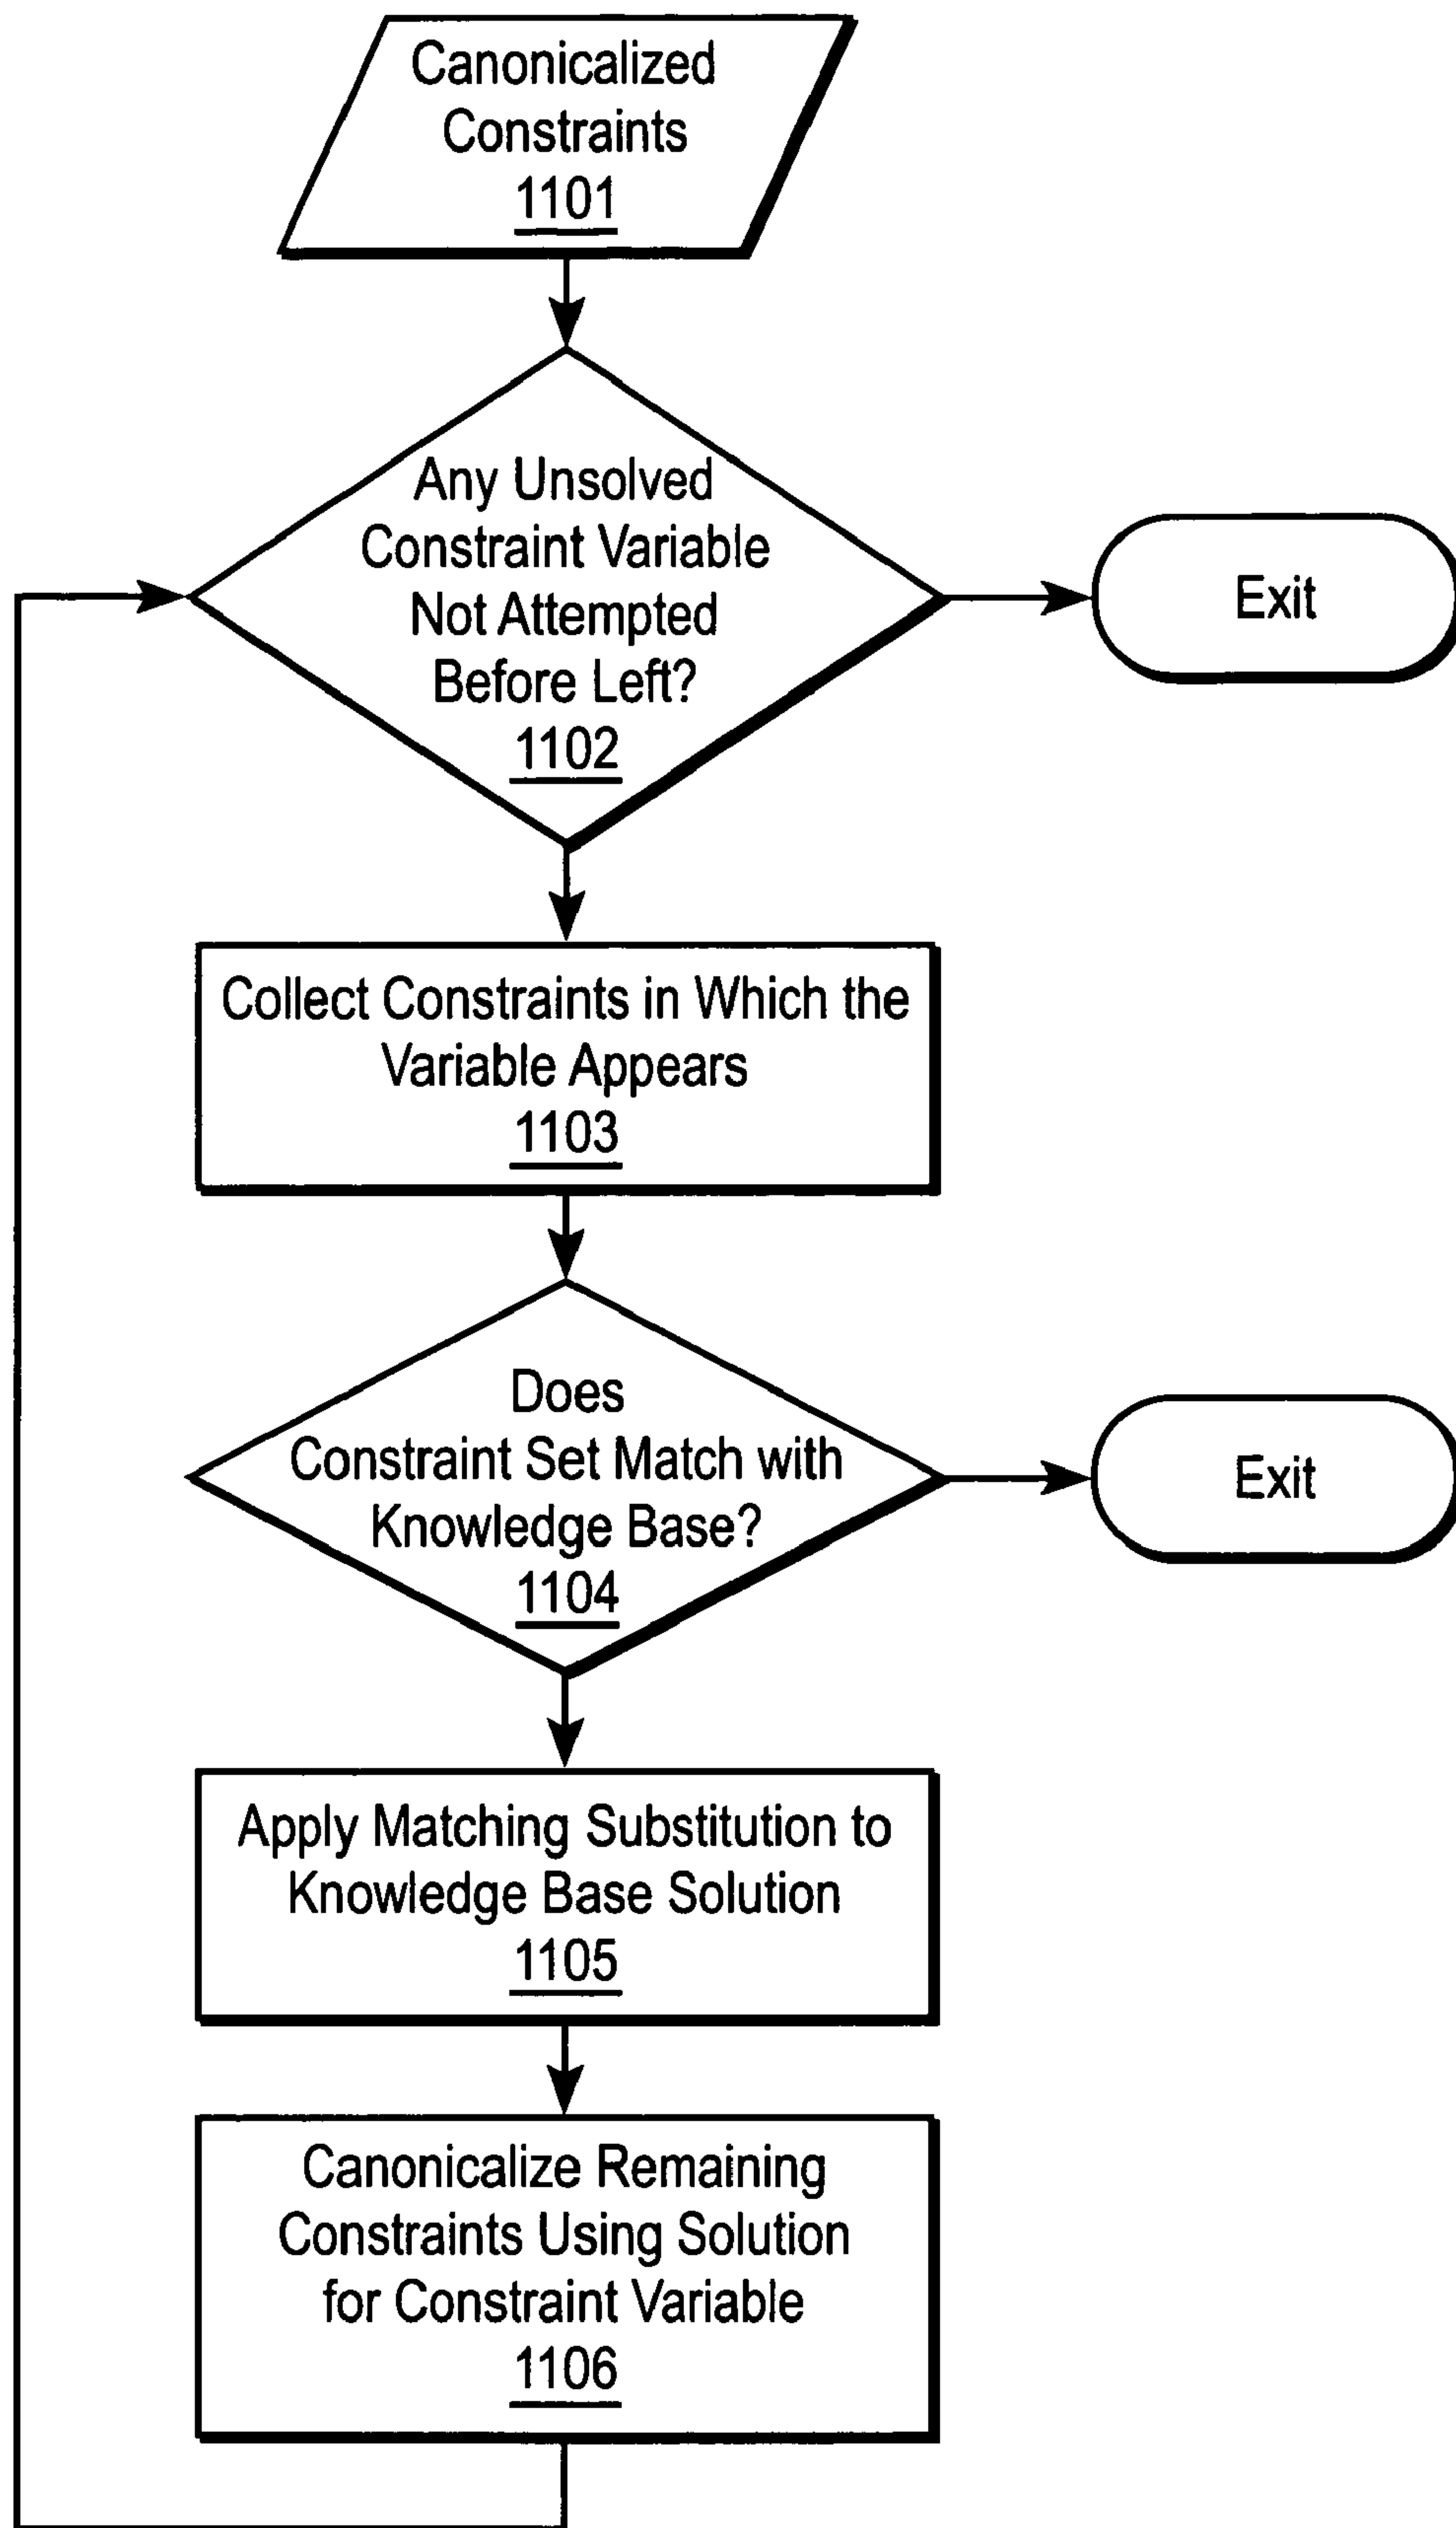 Canonicalized
Constraints
1101
Any Unsolved
Constraint Variable
Not Attempted
Before Left?
1102
Exit
Collect Constraints in Which the
Variable Appears
1103
Does
Constraint Set Match with
Knowledge Base?
1104
Exit
Apply Matching Substitution to
Knowledge Base Solution
1105
Canonicalize Remaining
Constraints Using Solution
for Constraint Variable
1106